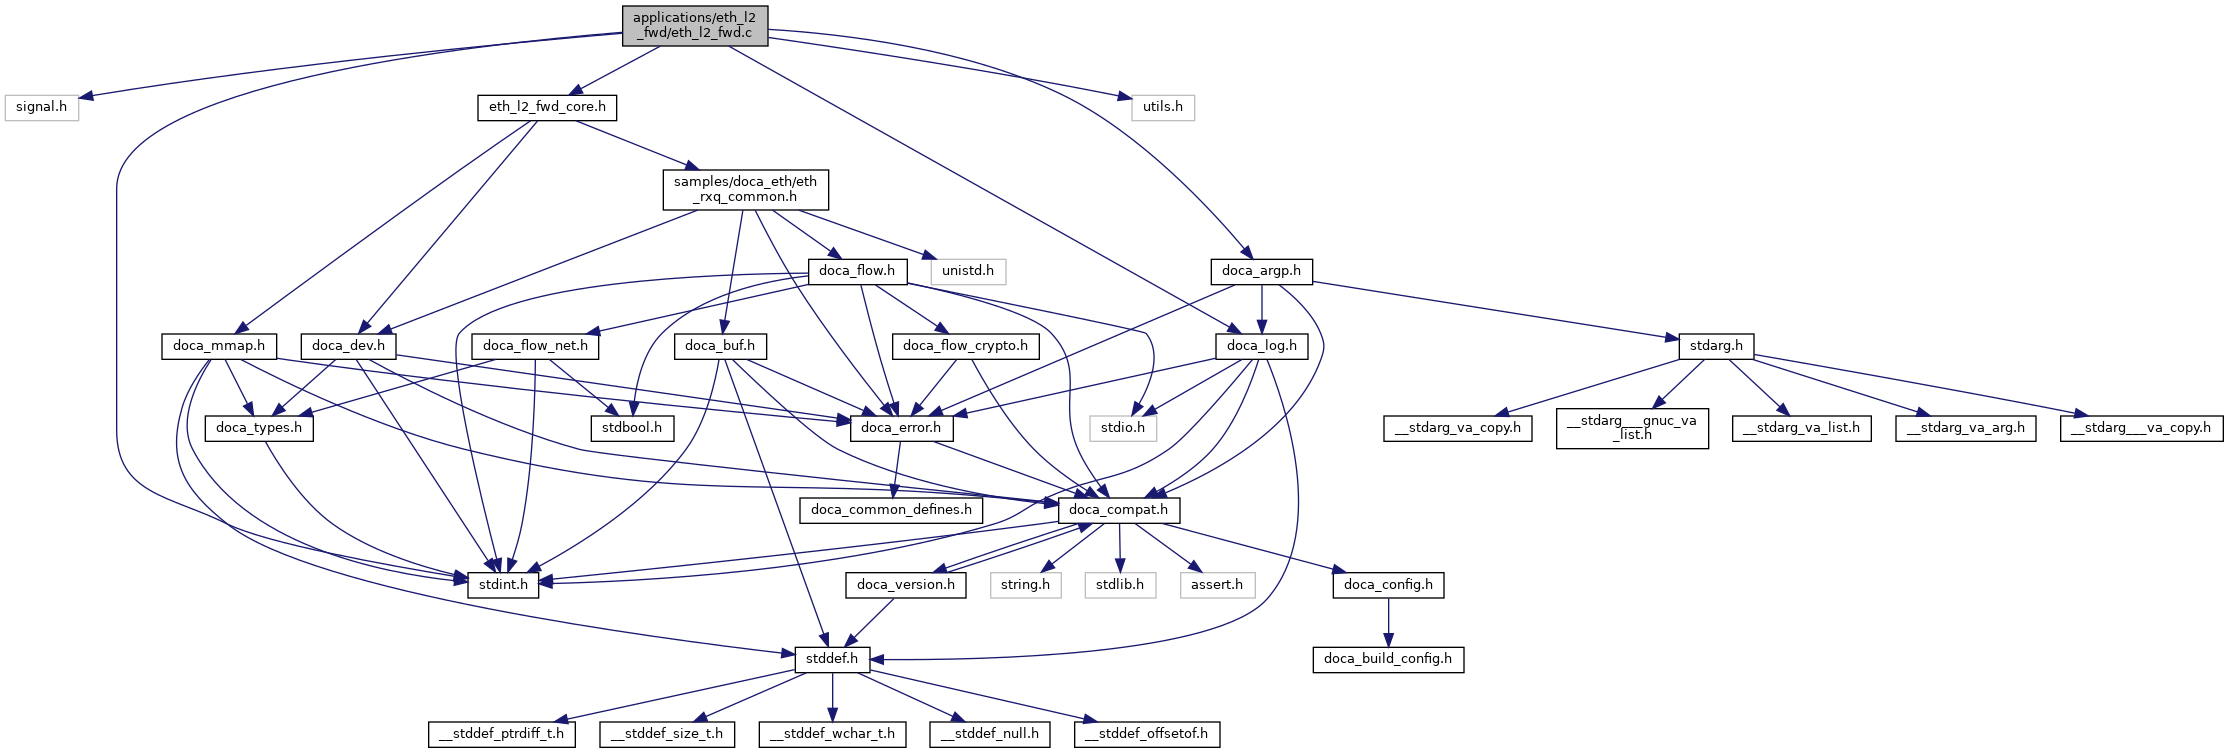 applications/eth_l2
_fwd/eth_l2_fwd.c
signal.h
eth_l2_fwd_core.h
utils.h
samples/doca_eth/eth
_rxq_common.h
doca_flow.h
unistd.h
doca_argp.h
doca_mmap.h
doca_dev.h
doca_flow_net.h
doca_buf.h
doca_flow_crypto.h
doca_log.h
stdarg.h
doca_types.h
stdbool.h
doca_error.h
stdio.h
__stdarg_va_copy.h
__stdarg___gnuc_va
_list.h
__stdarg_va_list.h
__stdarg_va_arg.h
__stdarg___va_copy.h
doca_common_defines.h
doca_compat.h
stdint.h
doca_version.h
string.h
stdlib.h
assert.h
doca_config.h
stddef.h
doca_build_config.h
__stddef_ptrdiff_t.h
__stddef_size_t.h
__stddef_wchar_t.h
__stddef_null.h
__stddef_offsetof.h